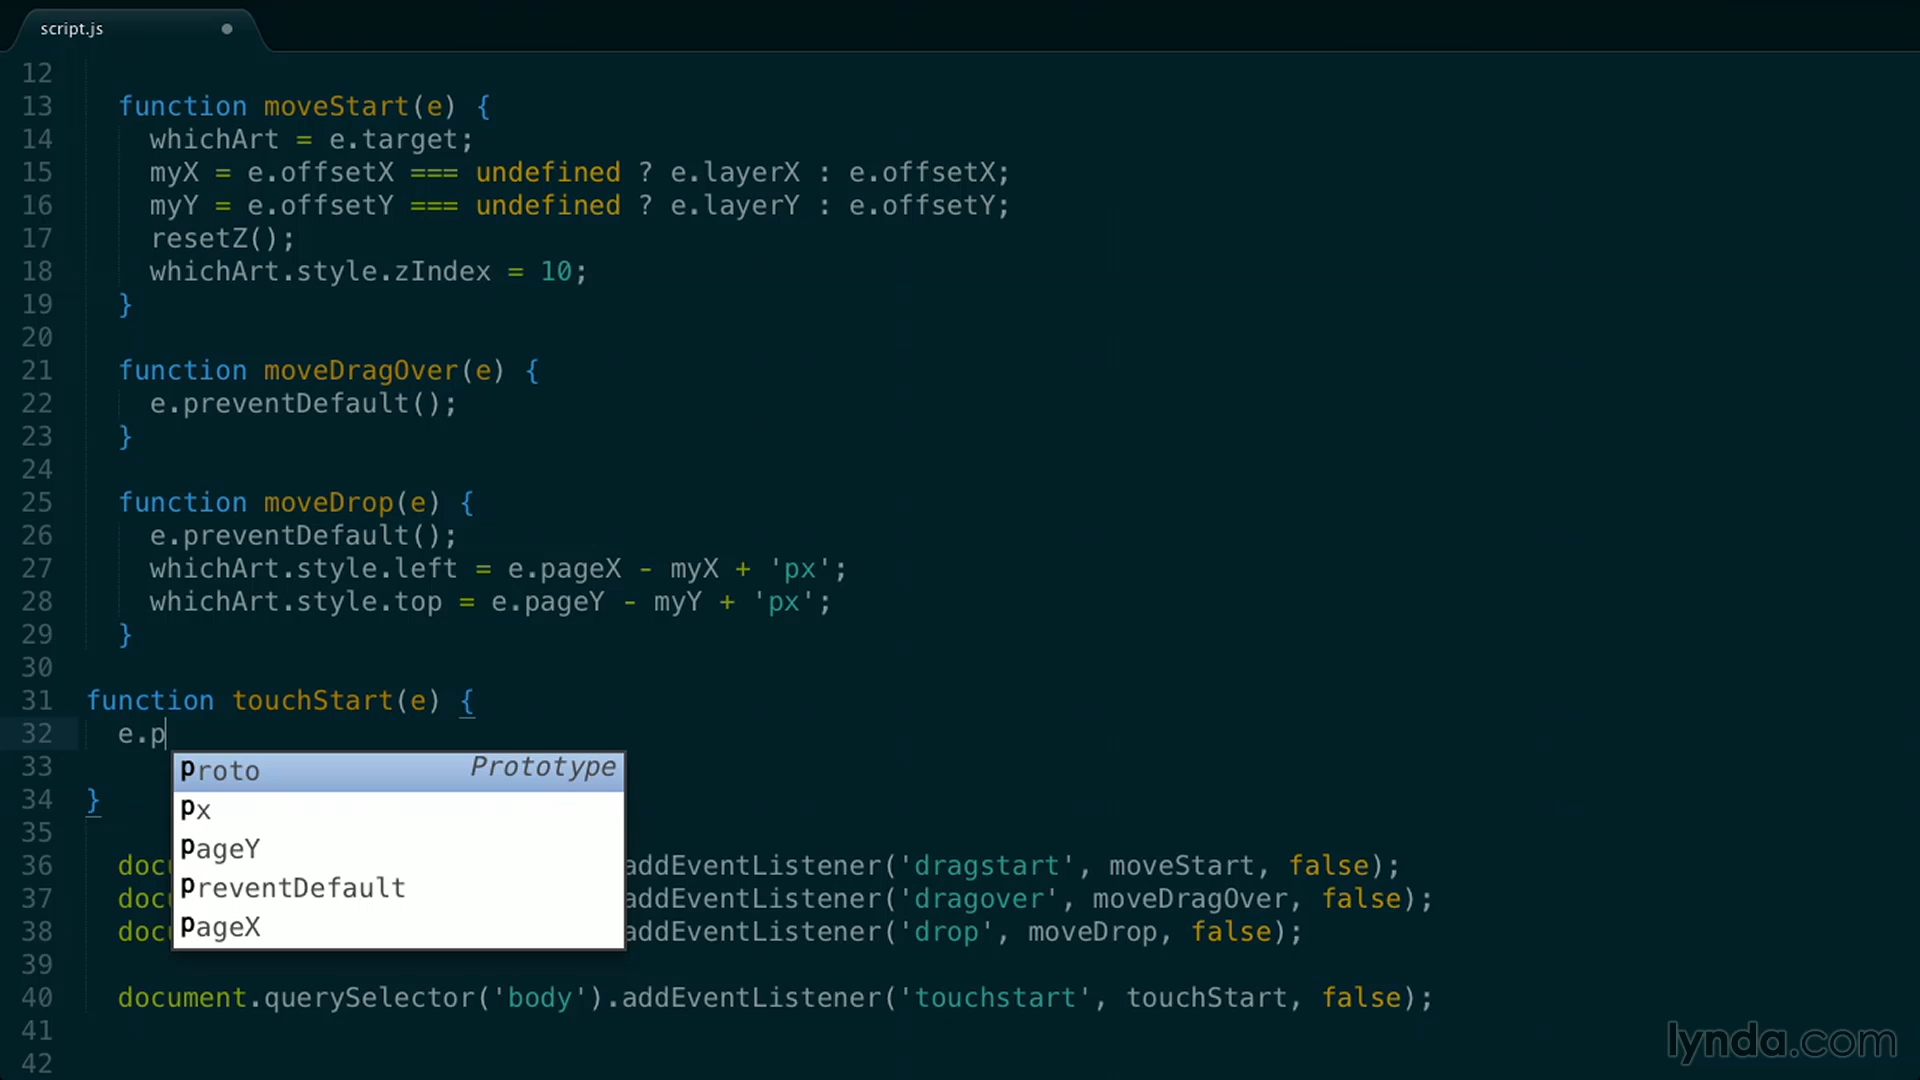 script.js
12
13 function moveStart(e) {
14 whichArt = e.target;
15 myX = e.offsetX === undefined ? e.layerX : e.offsetX;
16 myY = e.offsetY === undefined ? e.layerY : e.offsetY;
17 resetZ();
18 whichArt.style.zIndex = 10;
19 }
20
21 function moveDragOver(e) {
22 e.preventDefault();
23 }
24
25 function moveDrop(e) {
26 e.preventDefault();
27 whichArt.style.left = e.pageX - myX + 'px';
28 whichArt.style.top = e.pageY - myY + 'px';
29 }
30
31 function touchStart(e) {
32 e.p
33
proto Prototype
34 }
px
35
pageY
36 docu addEventListener('dragstart', moveStart, false);
preventDefault
37 docu addEventListener('dragover', moveDragOver, false);
pageX
38 docu addEventListener('drop', moveDrop, false);
39
40 document.querySelector('body').addEventListener('touchstart', touchStart, false);
41
42
lynda.com